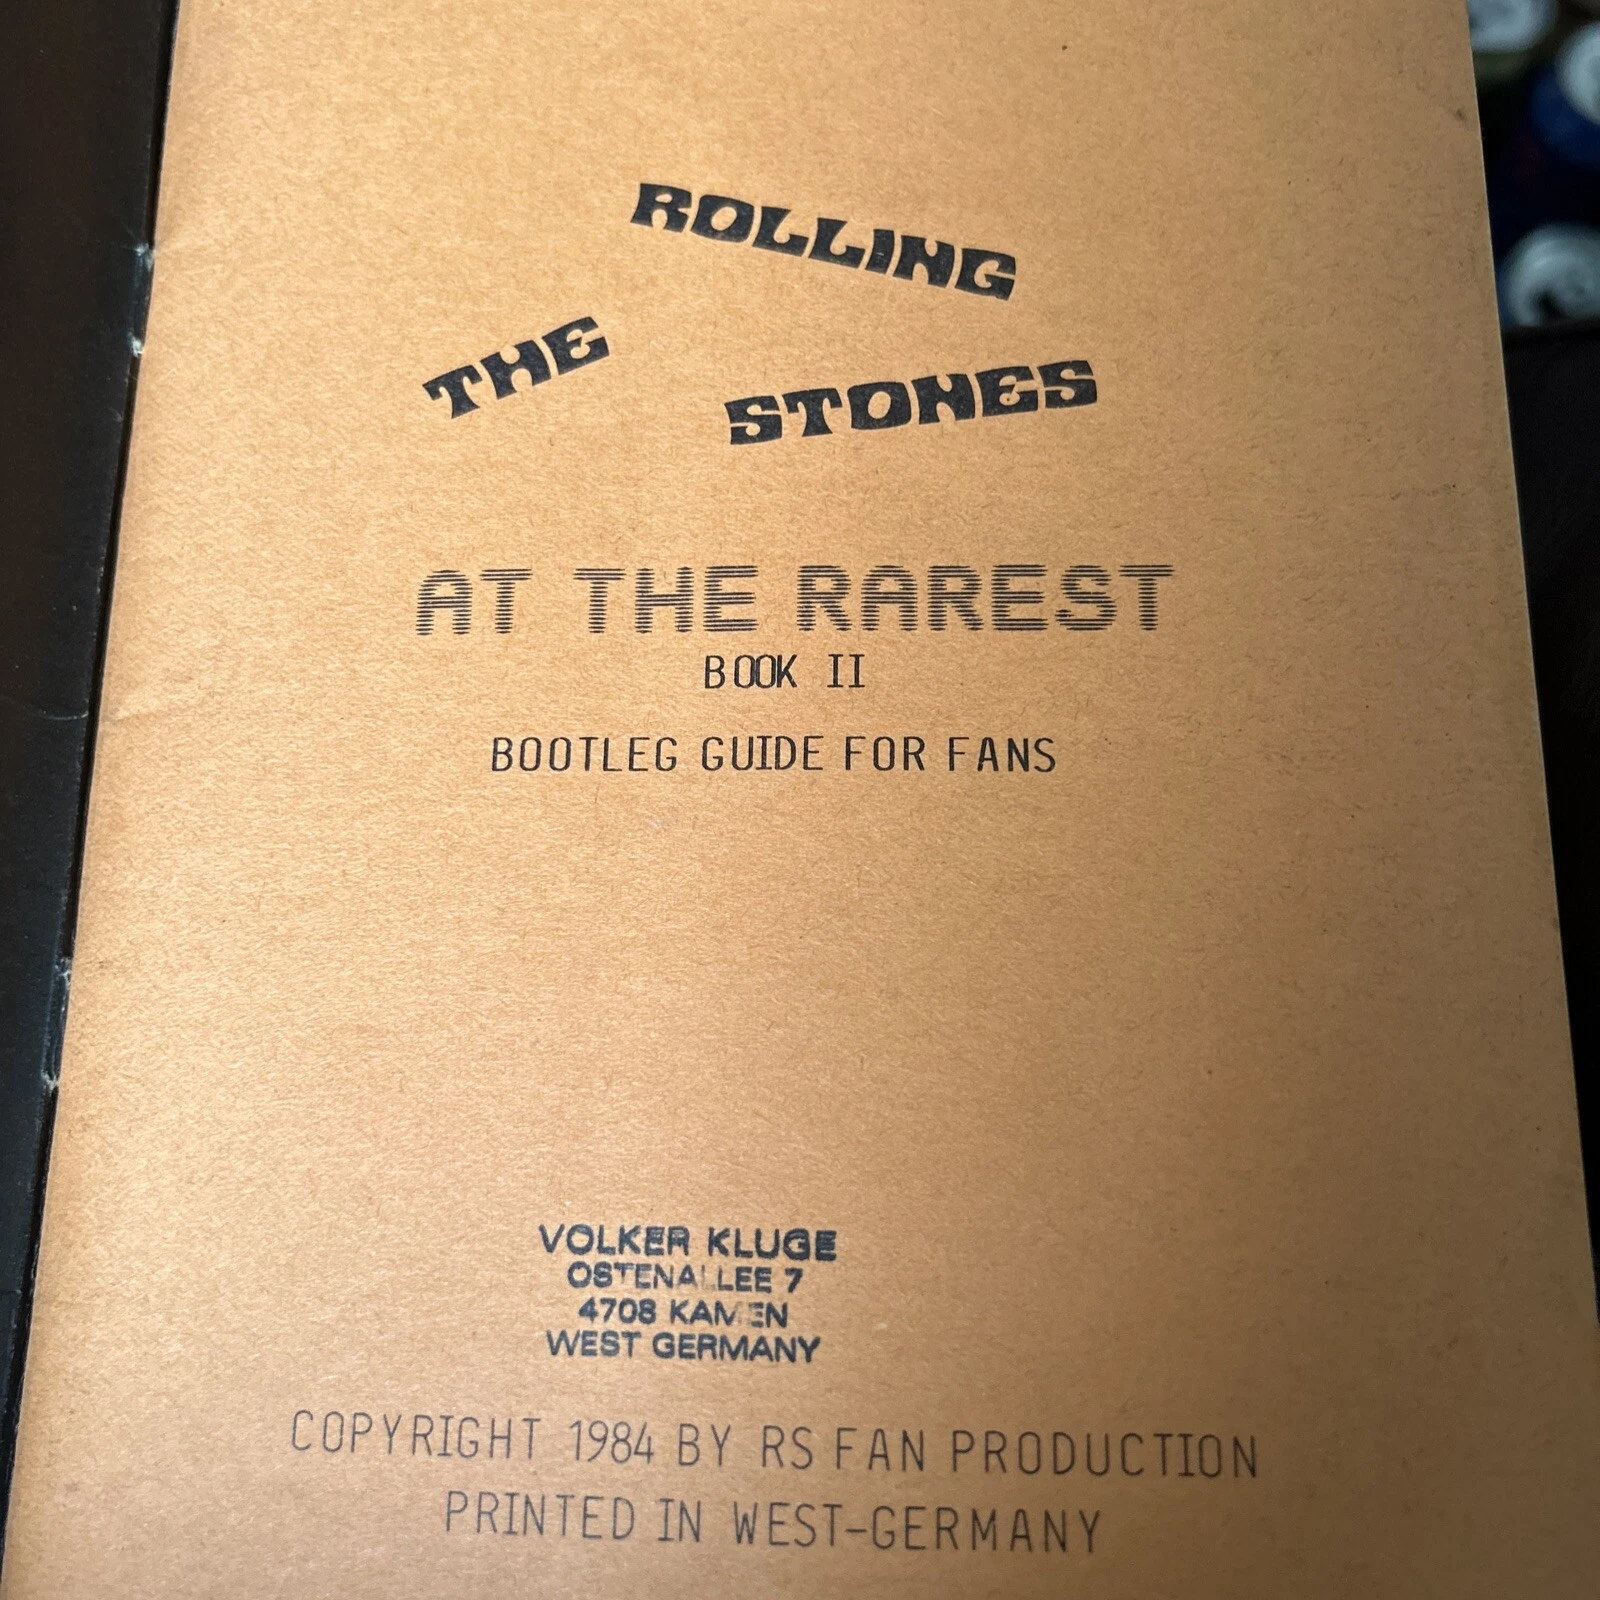 THE ROLLING STONES
AT THE RAREST
BOOK II
BOOTLEG GUIDE FOR FANS
VOLKER KLUGE
OSTENALLEE 7
4708 KAMEN
WEST GERMANY
COPYRIGHT 1984 BY RS FAN PRODUCTION
PRINTED IN WEST-GERMANY